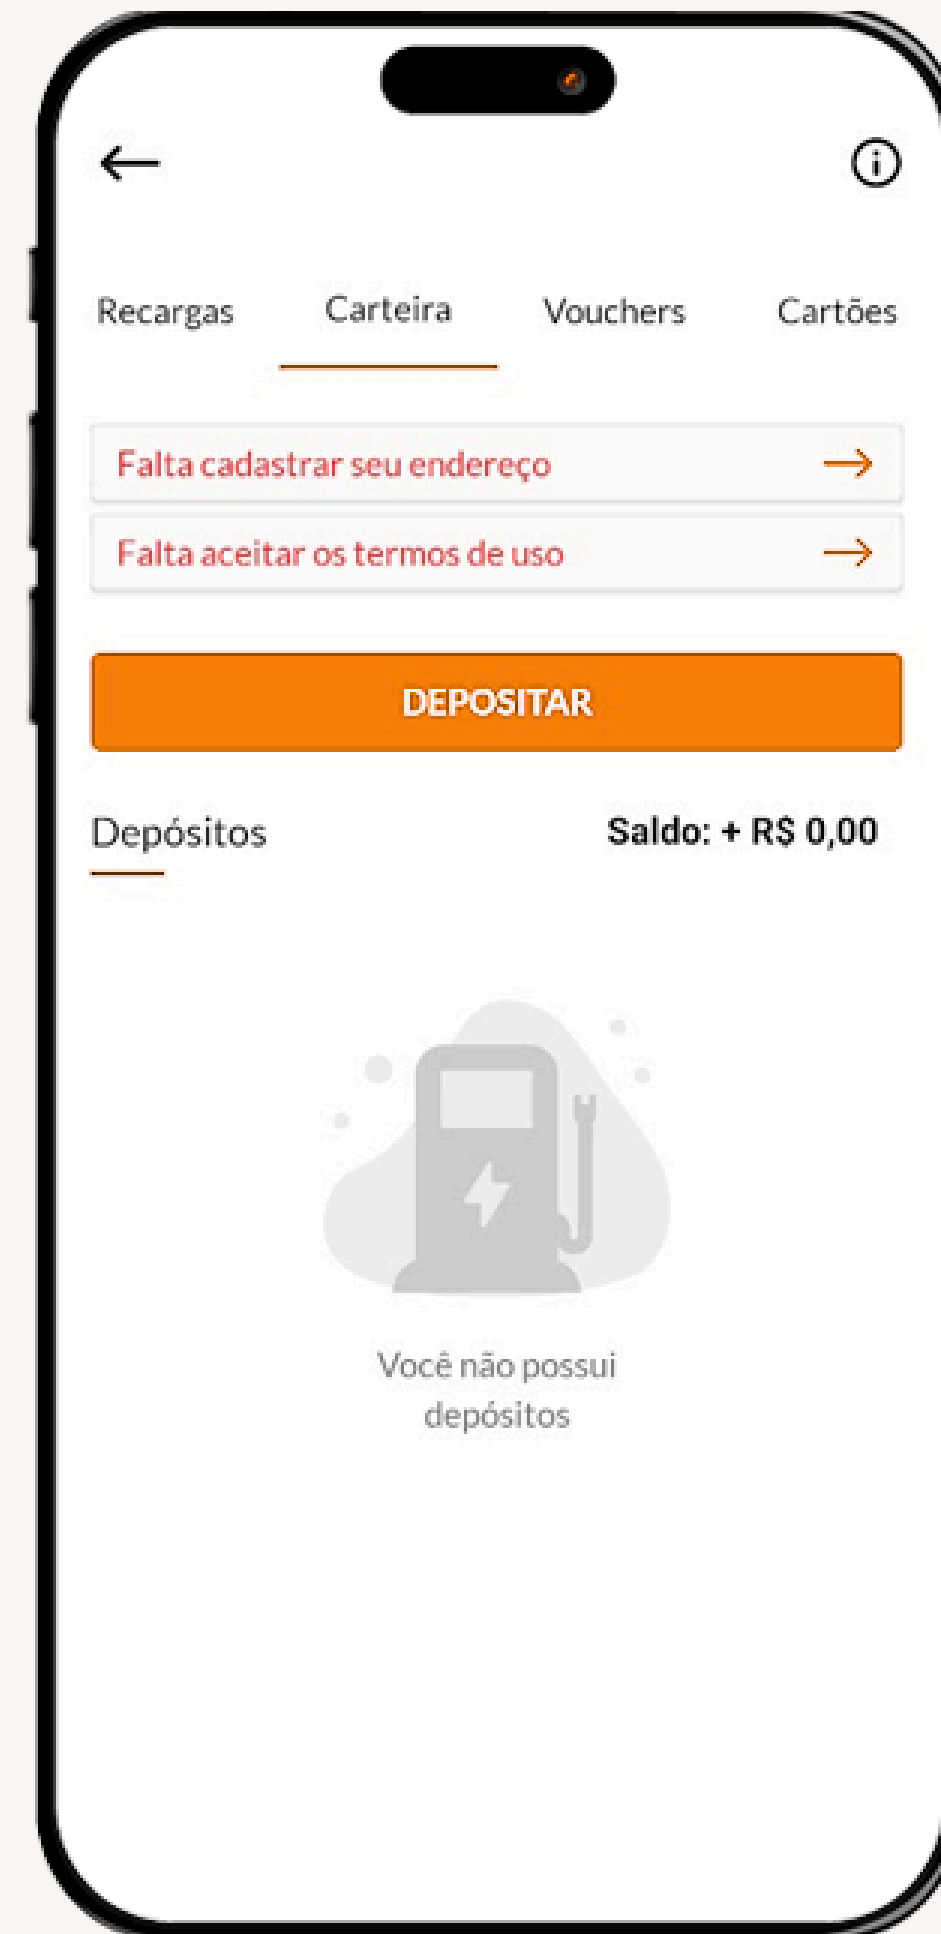 Recargas Carteira Vouchers Cartões
Falta cadastrar seu endereço
Falta aceitar os termos de uso
DEPOSITAR
Depósitos Saldo: + R$ 0,00
Você não possui
depósitos